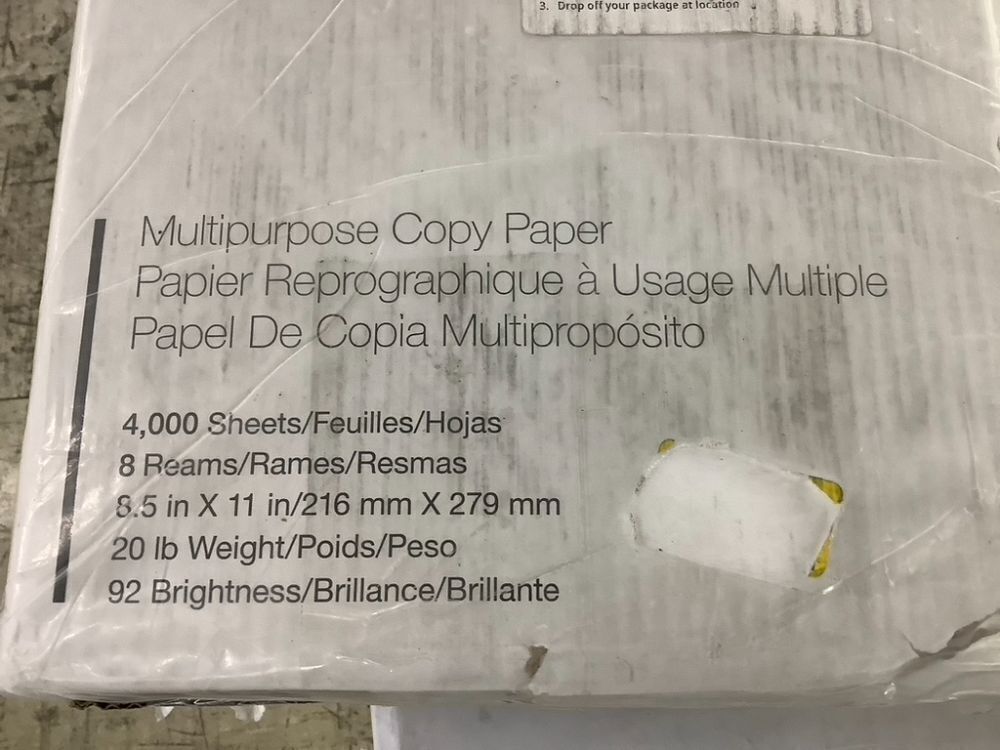 3. Drop off your package at location
Multipurpose Copy Paper
Papier Reprographique à Usage Multiple
Papel De Copia Multipropósito
4,000 Sheets/Feuilles/Hojas
8 Reams/Rames/Resmas
8.5 in X 11 in/216 mm X 279 mm
20 lb Weight/Poids/Peso
92 Brightness/Brillance/Brillante